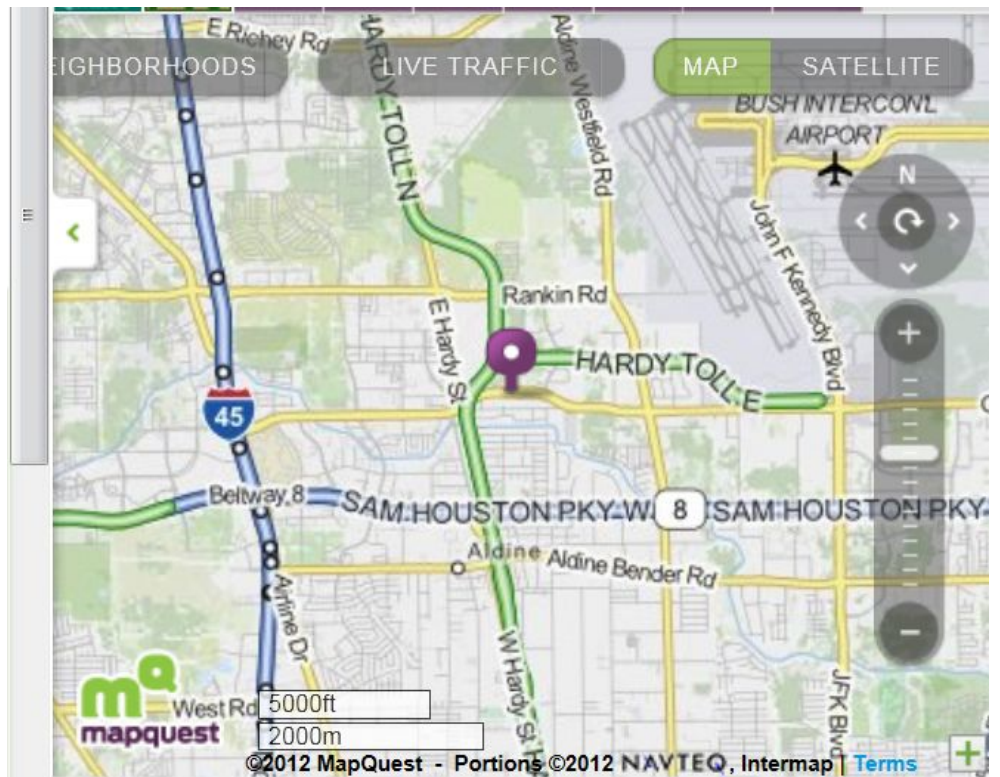 E Richey Rd
EIGHBORHOODS
LIVE TRAFFIC
MAP
SATELLITE
HARDY TOLL N
Aldine Westfield Rd
BUSH INTERCON'L
AIRPORT
N
John F Kennedy Blvd
Rankin Rd
E Hardy St
HARDY TOLL E
45
Beltway 8
SAM HOUSTON PKY W
8
SAM HOUSTON PKY
Aldine
Aldine Bender Rd
Airline Dr
W Hardy St
JFK Blvd
West Rd
5000ft
2000m
mapquest
©2012 MapQuest - Portions ©2012 NAVTEQ, Intermap | Terms